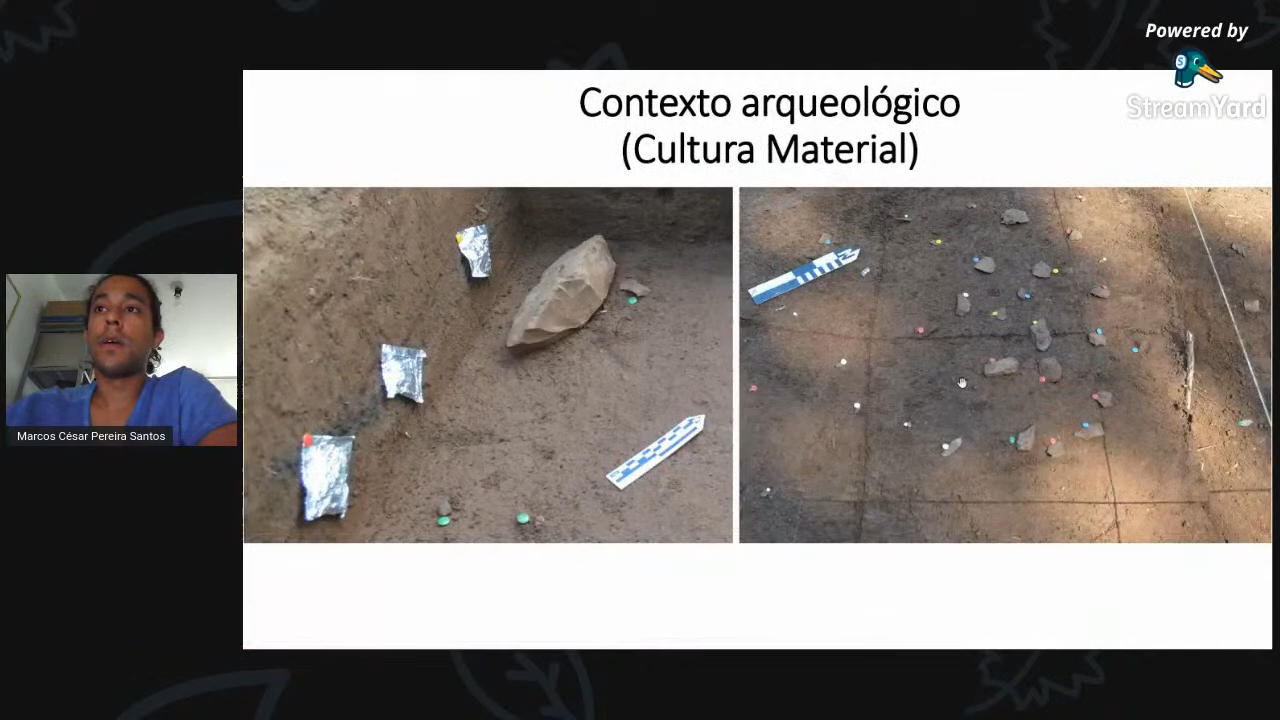 Powered by
StreamYard
Contexto arqueológico
(Cultura Material)
Marcos César Pereira Santos